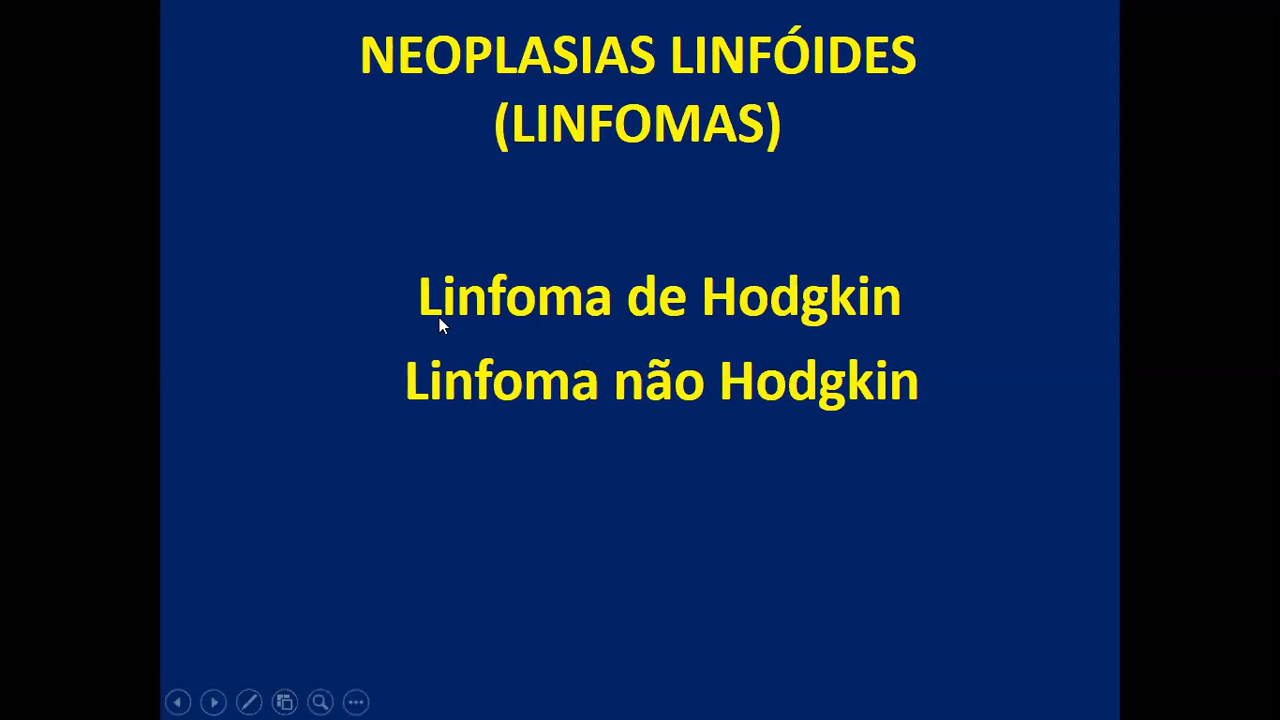 NEOPLASIAS LINFÓIDES
(LINFOMAS)
Linfoma de Hodgkin
Linfoma não Hodgkin